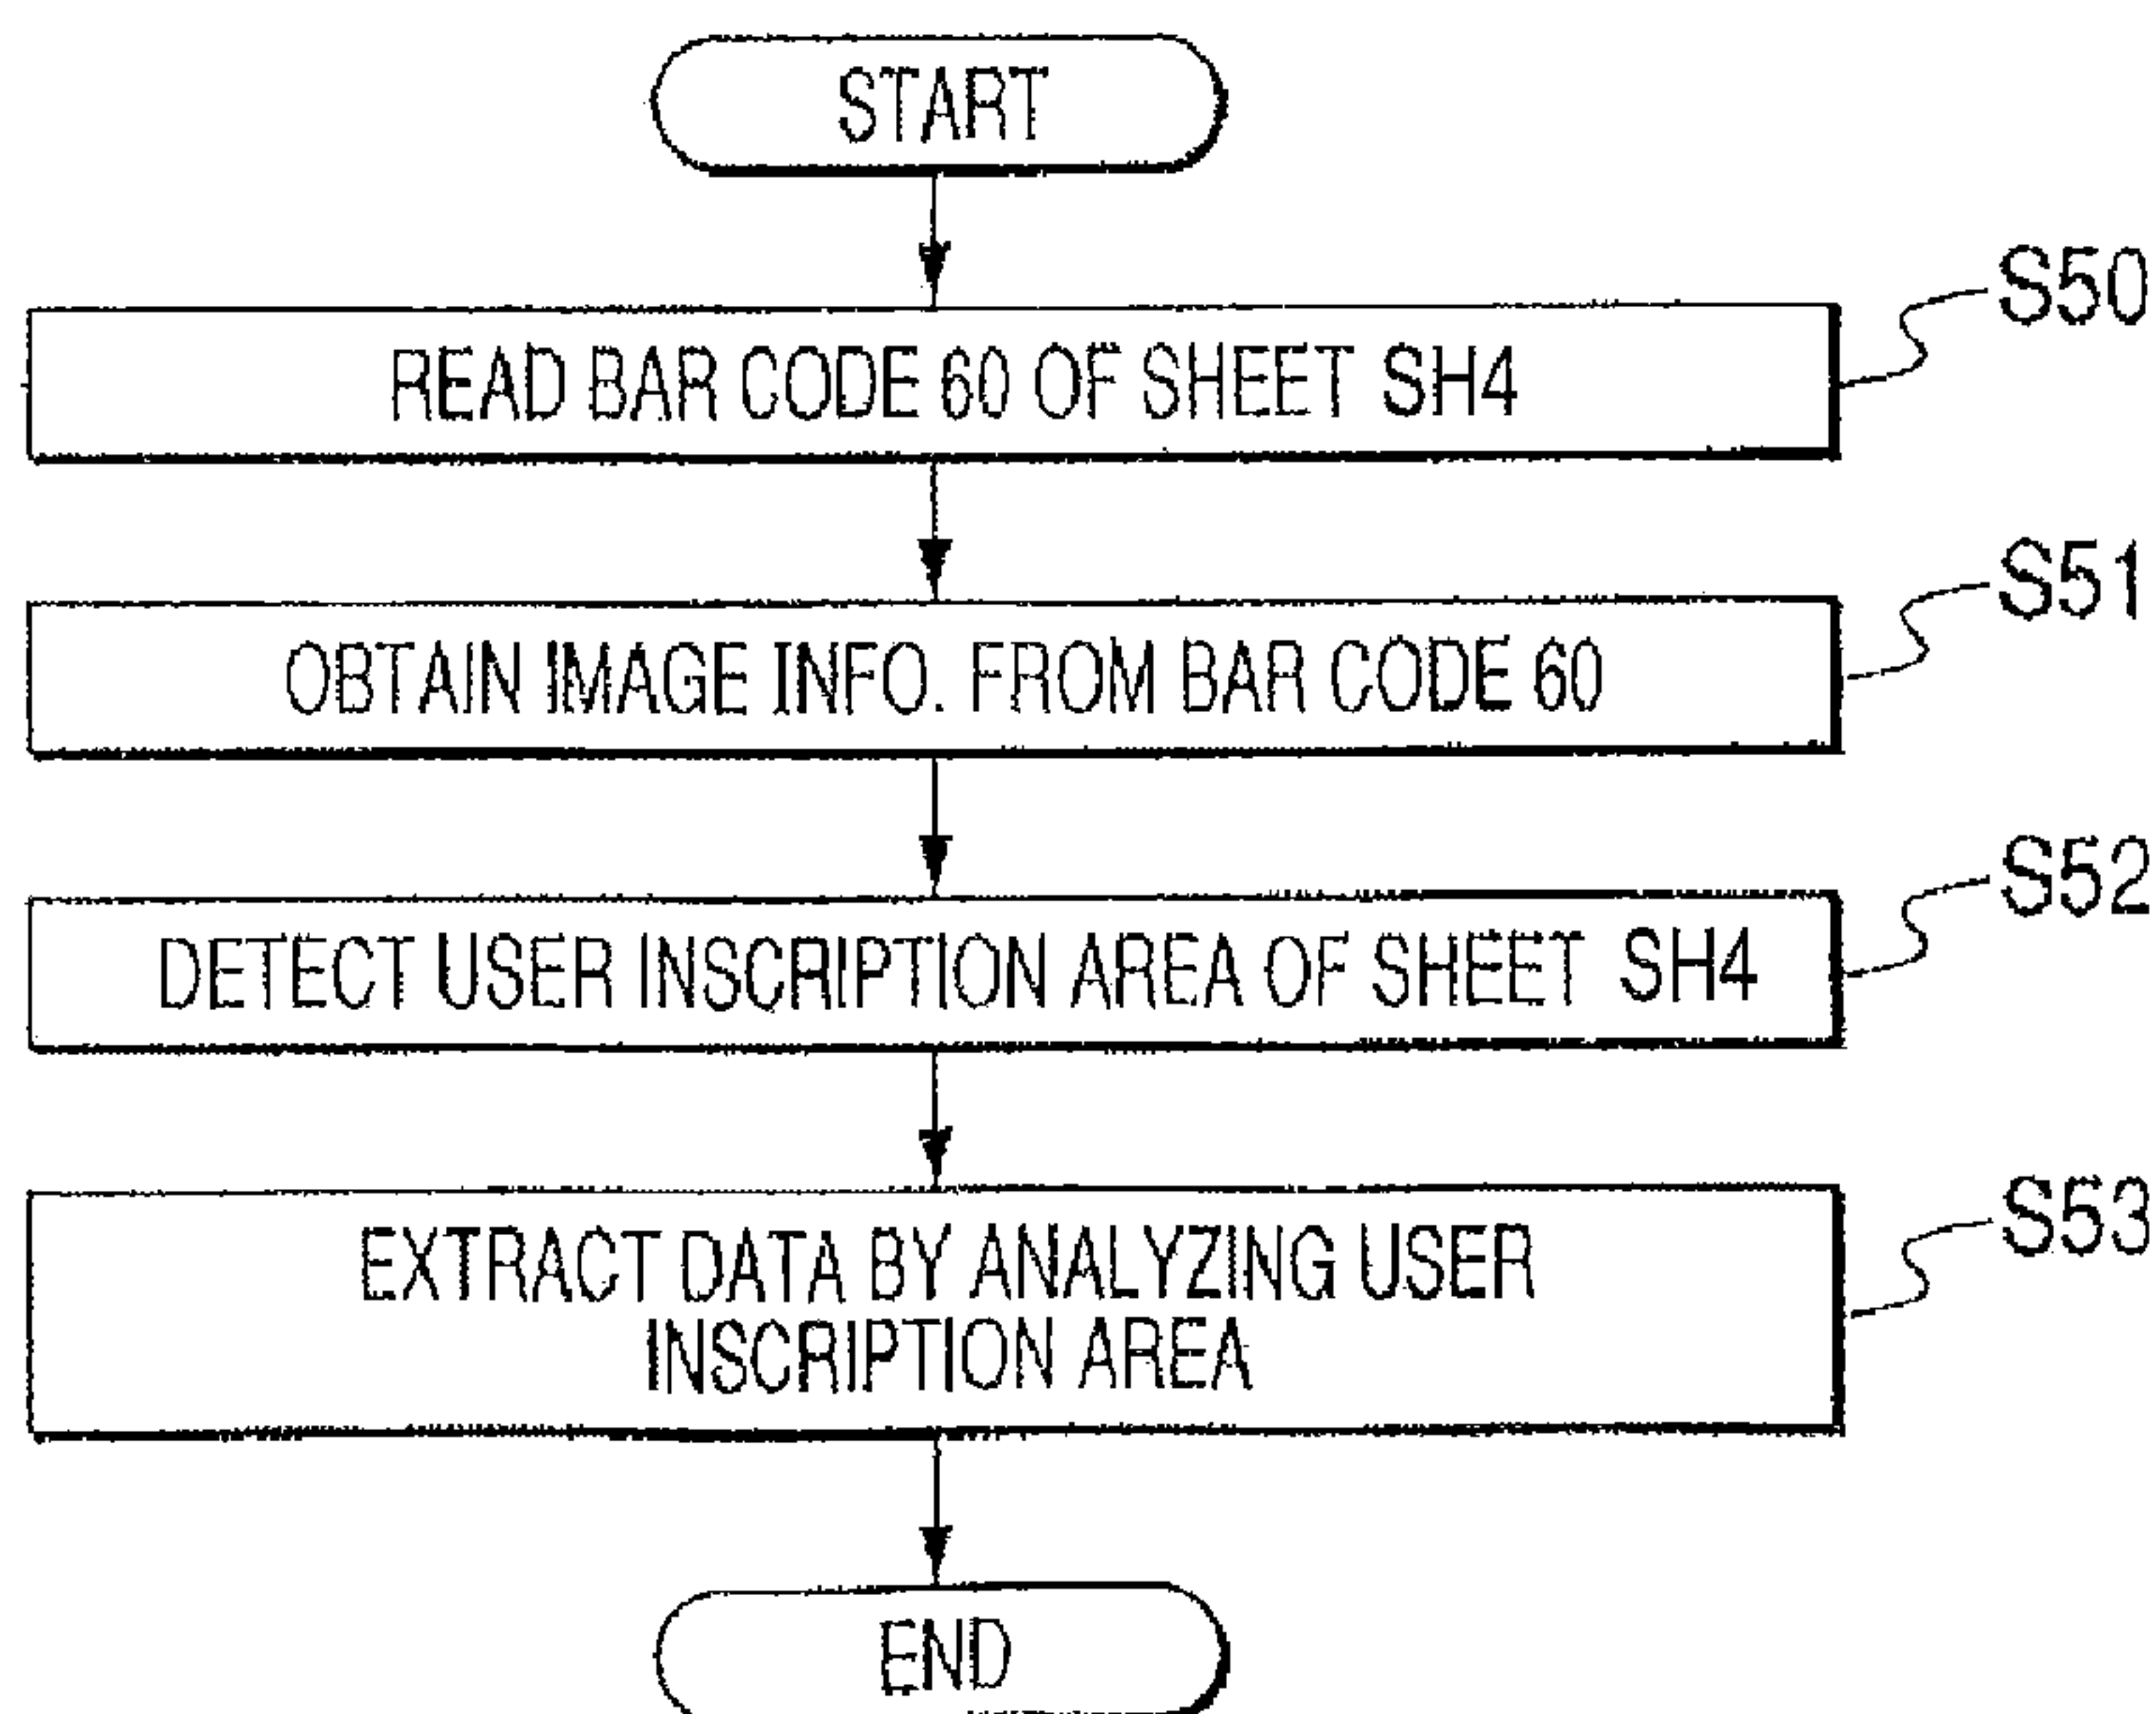 START
S50
READ BAR CODE 60 OF SHEET SH4
S51
OBTAIN IMAGE INFO. FROM BAR CODE 60
S52
DETECT USER INSCRIPTION AREA OF SHEET SH4
S53
EXTRACT DATA BY ANALYZING USER
INSCRIPTION AREA
END